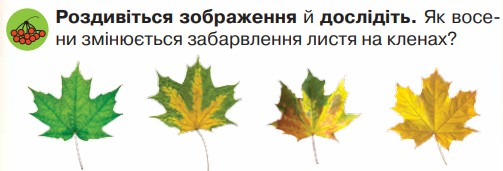 Роздивіться зображення й дослідіть. Як восе-
ни змінюється забарвлення листя на кленах?